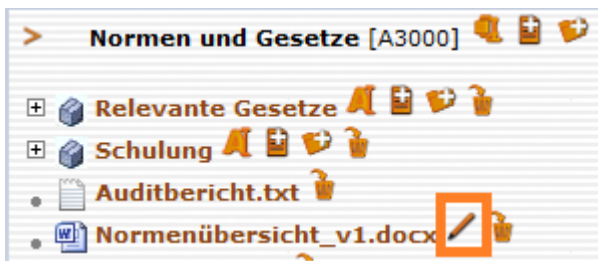 > Normen und Gesetze [A3000]
Relevante Gesetze
Schulung
Auditbericht.txt
Normenübersicht_v1.docx